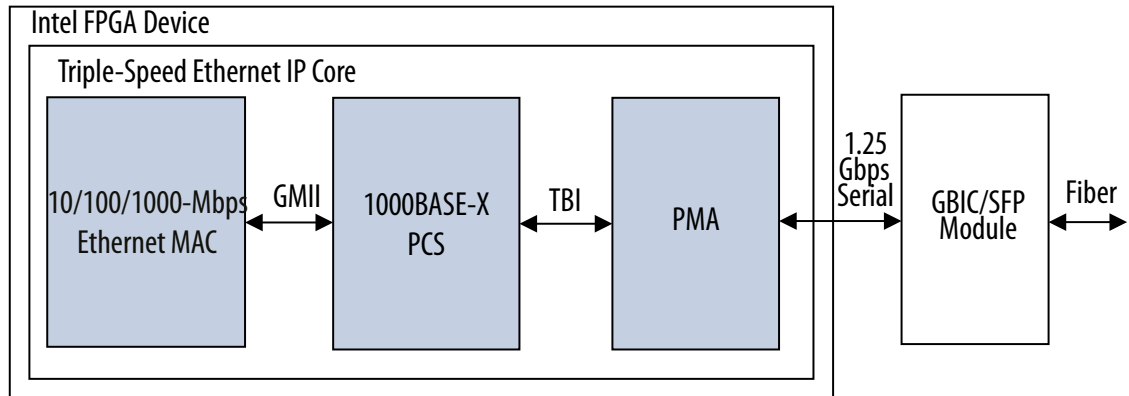 Intel FPGA Device
Triple-Speed Ethernet IP Core
10/100/1000-Mbps
Ethernet MAC
GMII
1000BASE-X
PCS
TBI
PMA
1.25
Gbps
Serial
GBIC/SFP
Module
Fiber